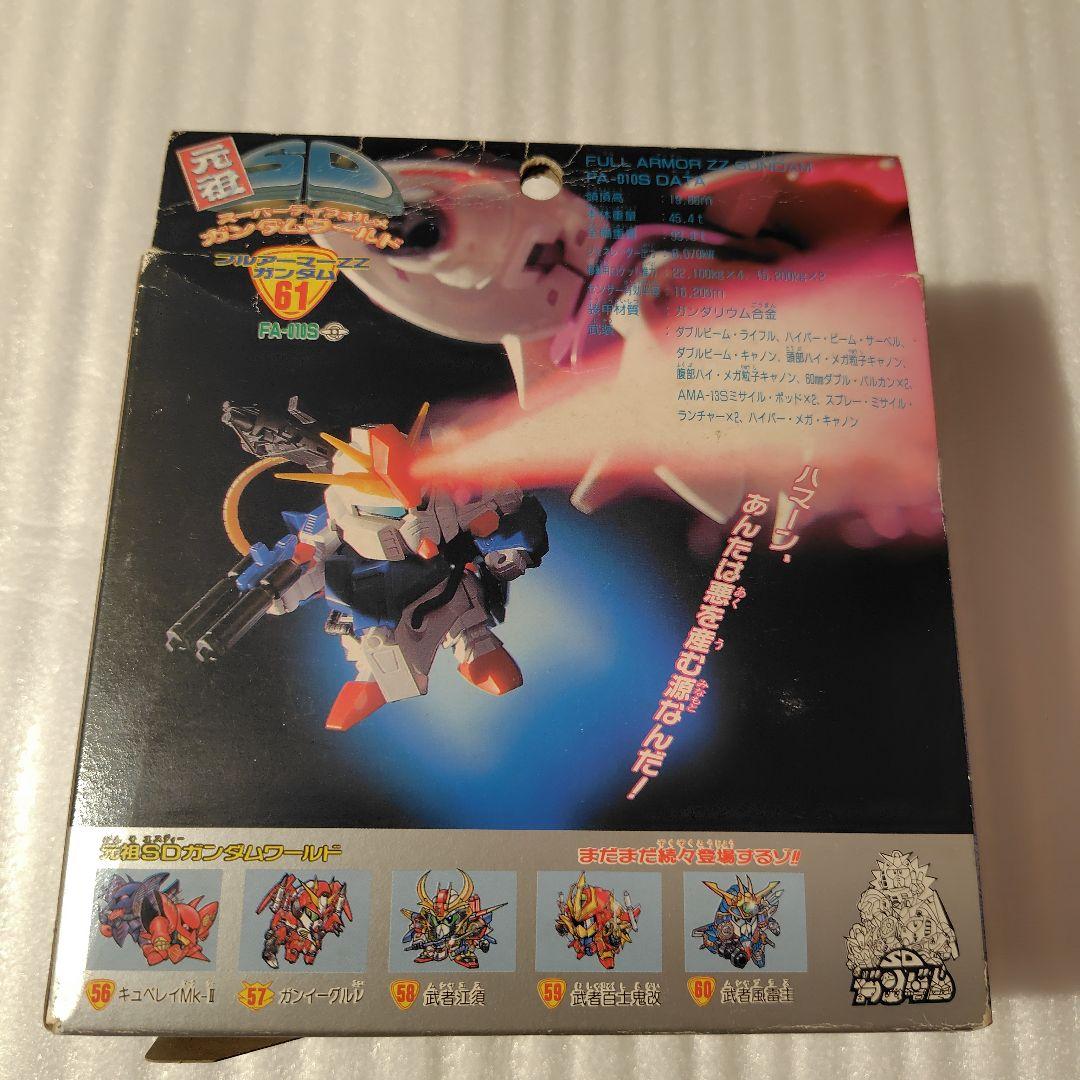 元祖
SD
スーパーディフォルメ
ガンダムワールド
フルアーマーZZ
ガンダム
61
FA-010S
FULL ARMOR ZZ GUNDAM
FA-010S DATA
頭頂高 :
本体重量 :45.4t
全備重量 :
:22,100kg×4、
:16,200m
装甲材質 :ガンダリウム合金
武装 :
ダブルビーム・ライフル、ハイパー・ビーム・サーベル、
ダブルビーム・キャノン、頭部ハイ・メガ粒子キャノン、
腹部ハイ・メガ粒子キャノン、60mmダブル・バルカン×2、
AMA-13Sミサイル・ポッド×2、スプレー・ミサイル・
ランチャー×2、ハイパー・メガ・キャノン
ハマーン、
あんたは悪を産む源なんだ!
元祖SDガンダムワールド
まだまだ続々登場するゾ!!
56 キュベレイMk-II
57 ガンイーグルν
58 武者江須
59 武者百士鬼改
60 武者風雷主
SD
ガンダム